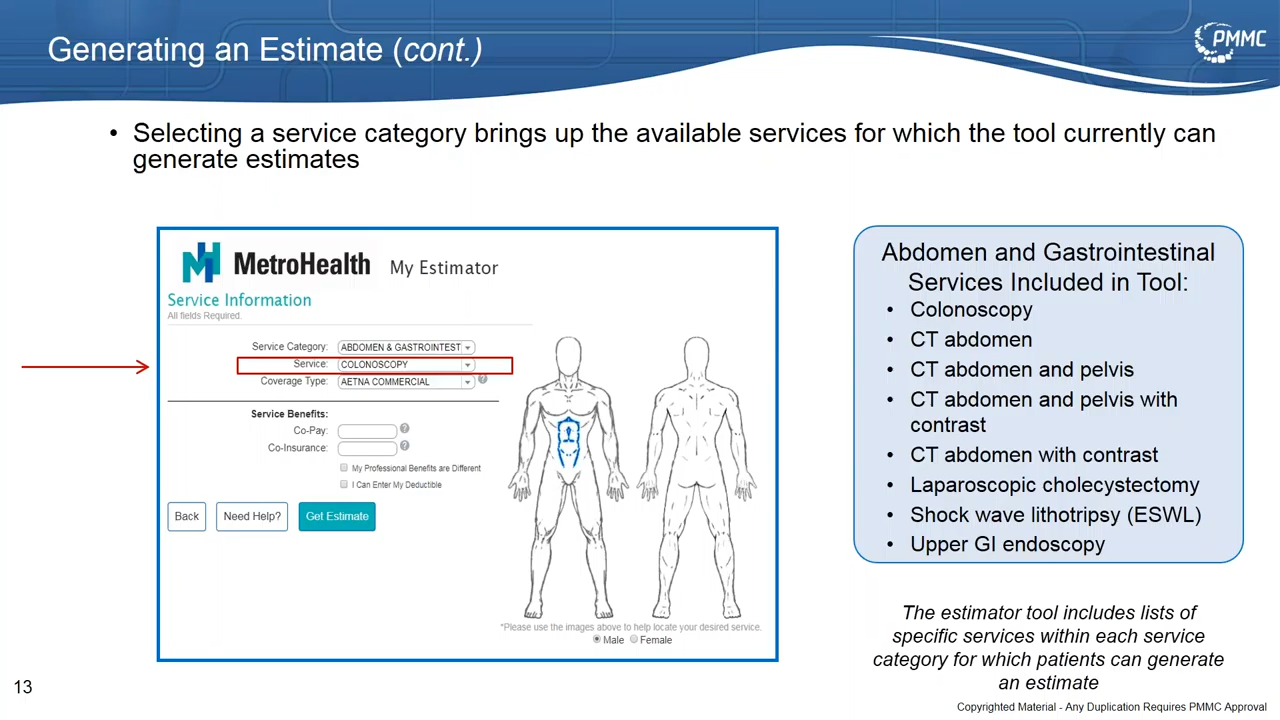 Generating an Estimate (cont.)
PMMC
• Selecting a service category brings up the available services for which the tool currently can
generate estimates
MetroHealth My Estimator
Service Information
All fields Required.
Service Category: ABDOMEN & GASTROINTEST
Service: COLONOSCOPY
Coverage Type: AETNA COMMERCIAL ?
Service Benefits:
Co-Pay: ?
Co-Insurance: ?
My Professional Benefits are Different
I Can Enter My Deductible
Back Need Help? Get Estimate
*Please use the images above to help locate your desired service.
Male Female
Abdomen and Gastrointestinal
Services Included in Tool:
• Colonoscopy
• CT abdomen
• CT abdomen and pelvis
• CT abdomen and pelvis with
contrast
• CT abdomen with contrast
• Laparoscopic cholecystectomy
• Shock wave lithotripsy (ESWL)
• Upper GI endoscopy
The estimator tool includes lists of
specific services within each service
category for which patients can generate
an estimate
13
Copyrighted Material - Any Duplication Requires PMMC Approval